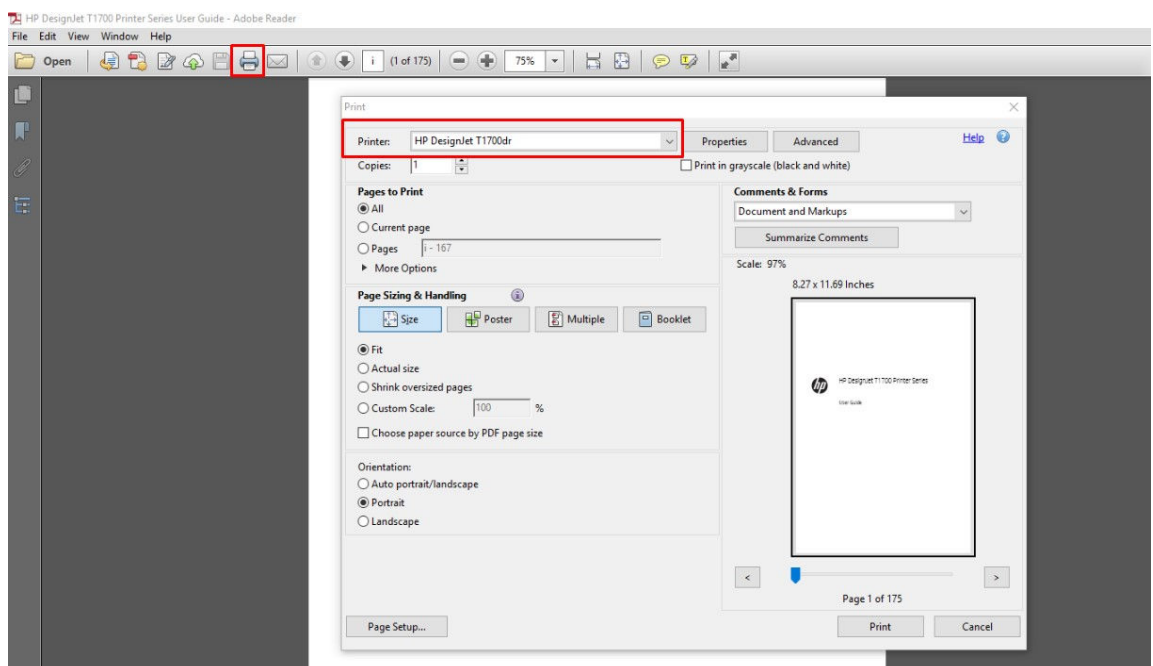 HP DesignJet T1700 Printer Series User Guide - Adobe Reader
File Edit View Window Help
Open i (1 of 175) 75%
Print
Printer: HP DesignJet T1700dr Properties Advanced Help
Copies: 1 Print in grayscale (black and white)
Pages to Print
All
Current page
Pages i - 167
More Options
Comments & Forms
Document and Markups
Summarize Comments
Page Sizing & Handling
Size Poster Multiple Booklet
Fit
Actual size
Shrink oversized pages
Custom Scale: 100 %
Choose paper source by PDF page size
Orientation:
Auto portrait/landscape
Portrait
Landscape
Scale: 97%
8.27 x 11.69 Inches
hp
HP DesignJet T1700 Printer Series
User Guide
< >
Page 1 of 175
Page Setup... Print Cancel